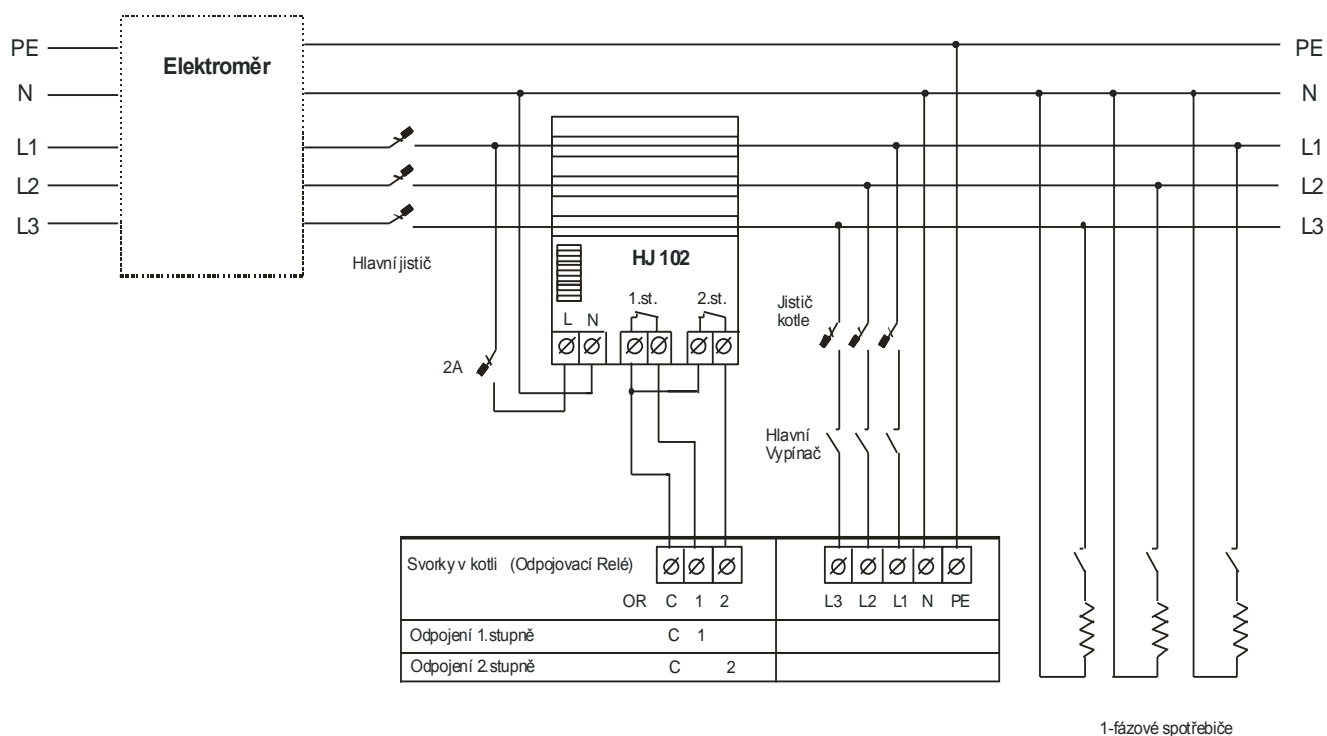 PE
Elektroměr
PE
N
N
L1
L1
L2
L2
L3
L3
Hlavní jistič
HJ 102
1.st. 2.st.
L N
Jistič
kotle
2A
Hlavní
Vypínač
Svorky v kotli (Odpojovací Relé)
OR C 1 2
L3 L2 L1 N PE
Odpojení 1.stupně C 1
Odpojení 2.stupně C 2
1-fázové spotřebiče